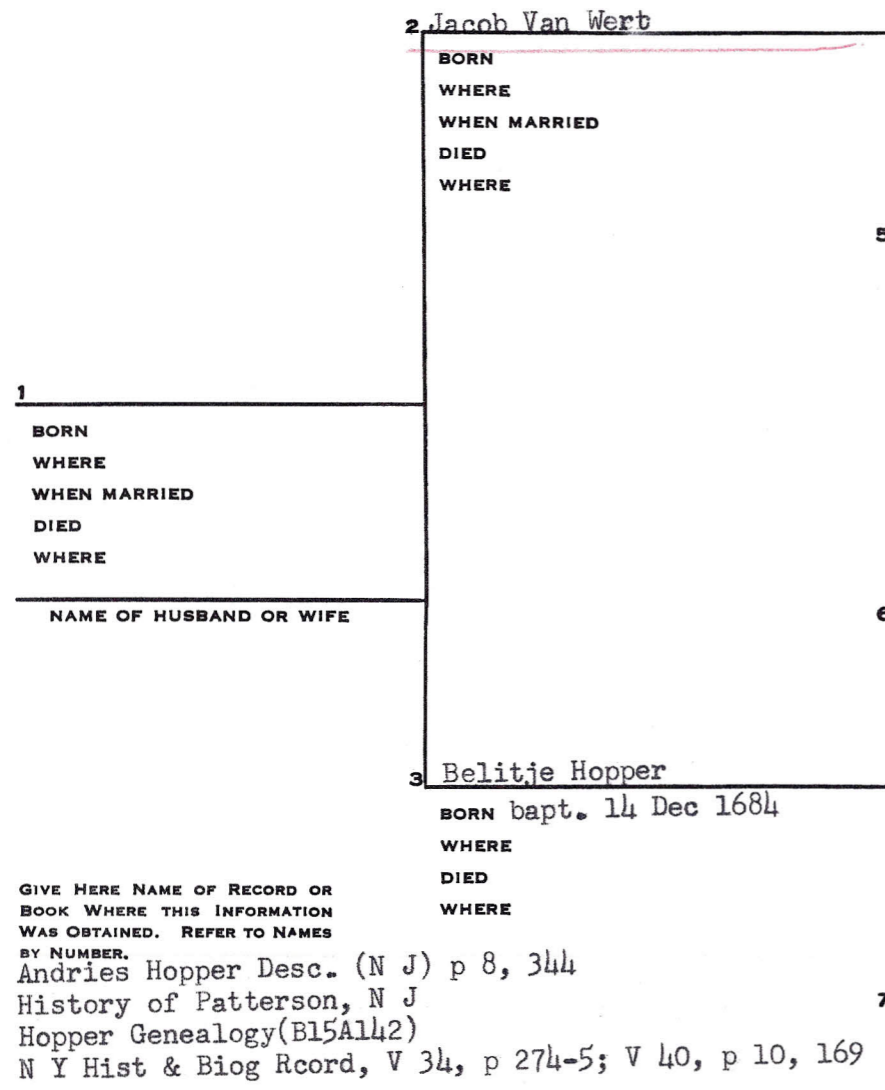 2 Jacob Van Wert
BORN
WHERE
WHEN MARRIED
DIED
WHERE
5
1
BORN
WHERE
WHEN MARRIED
DIED
WHERE
NAME OF HUSBAND OR WIFE
6
3 Belitje Hopper
BORN bapt. 14 Dec 1684
WHERE
DIED
WHERE
GIVE HERE NAME OF RECORD OR
BOOK WHERE THIS INFORMATION
WAS OBTAINED. REFER TO NAMES
BY NUMBER.
Andries Hopper Desc. (N J) p 8, 344
History of Patterson, N J
7
Hopper Genealogy(B15A142)
N Y Hist & Biog Rcord, V 34, p 274-5; V 40, p 10, 169